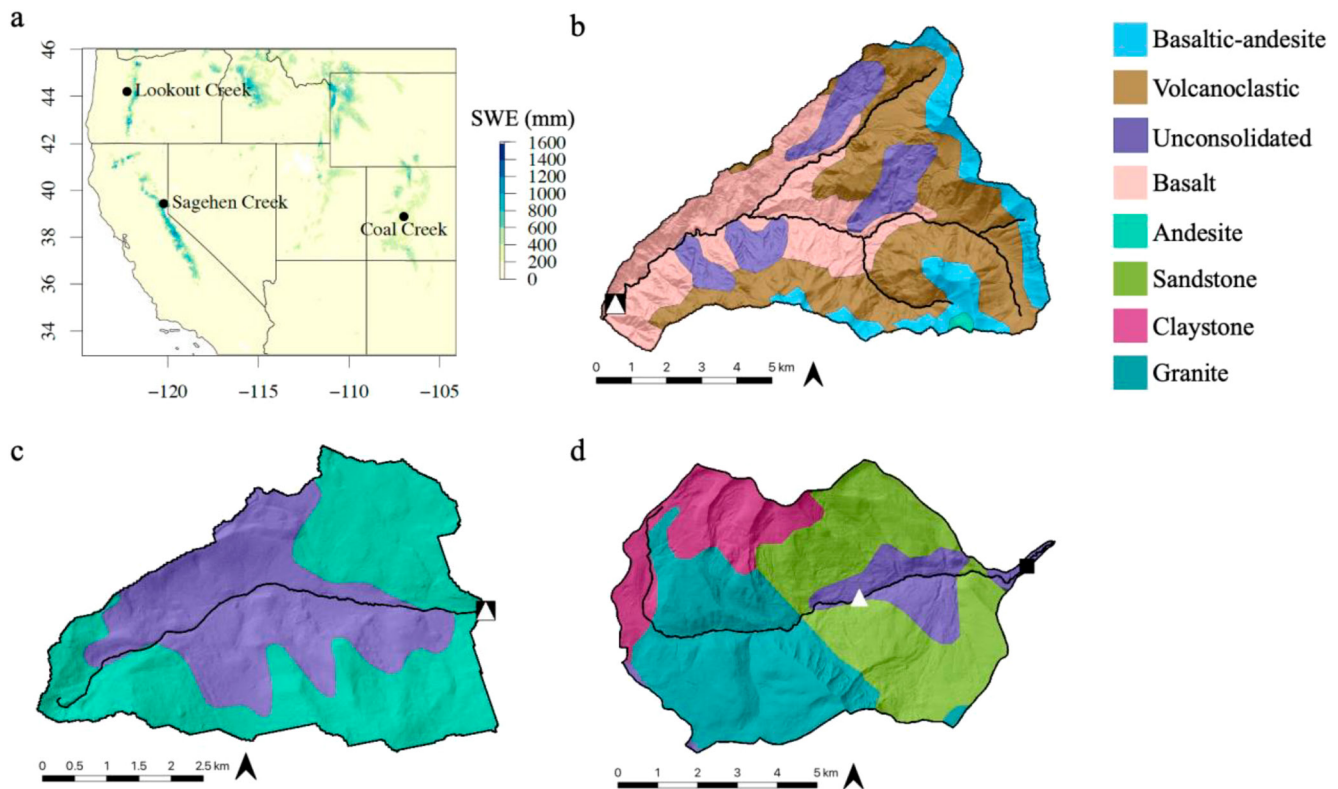 a
46
44
42
40
38
36
34
−120
−115
−110
−105
Lookout Creek
Sagehen Creek
Coal Creek
SWE (mm)
1600
1400
1200
1000
800
600
400
200
0
b
0 1 2 3 4 5 km
Basaltic-andesite
Volcanoclastic
Unconsolidated
Basalt
Andesite
Sandstone
Claystone
Granite
c
0 0.5 1 1.5 2 2.5 km
d
0 1 2 3 4 5 km